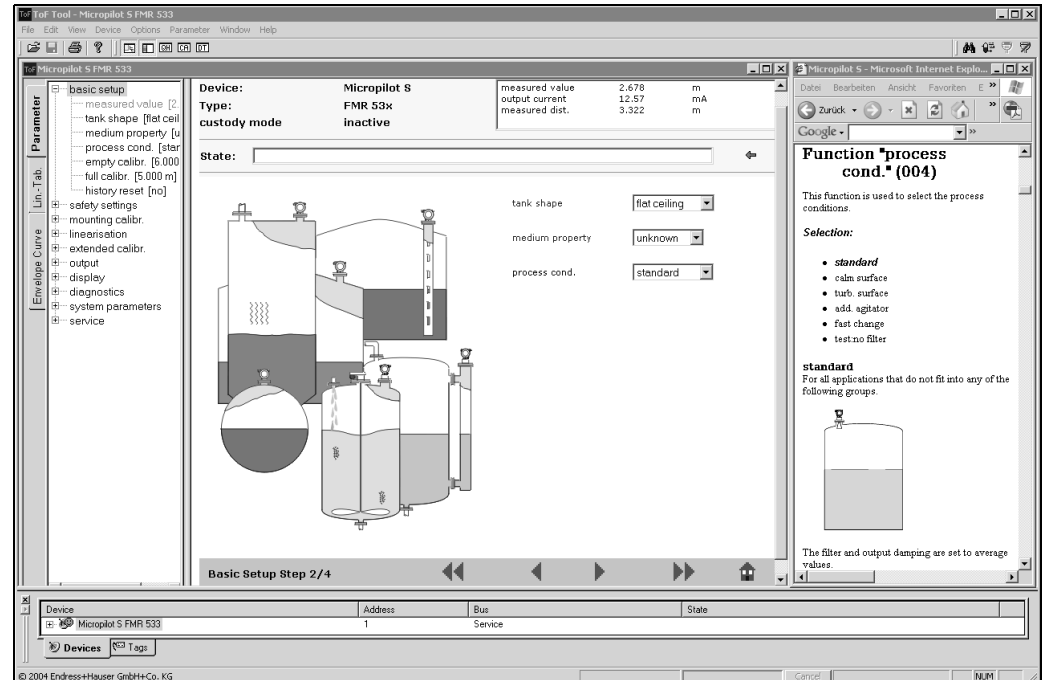 ToF Tool - Micropilot S FMR 533
File Edit View Device Options Parameter Window Help
Micropilot S FMR 533
Parameter
Lin.-Tab.
Envelope Curve
basic setup
measured value [2.
tank shape [flat ceil
medium property [u
process cond. [star
empty calibr. [6.000
full calibr. [5.000 m]
history reset [no]
safety settings
mounting calibr.
linearisation
extended calibr.
output
display
diagnostics
system parameters
service
Device: Micropilot S
Type: FMR 53x
custody mode inactive
measured value 2.678 m
output current 12.57 mA
measured dist. 3.322 m
State:
tank shape flat ceiling
medium property unknown
process cond. standard
Basic Setup Step 2/4
Micropilot S - Microsoft Internet Explo...
Datei Bearbeiten Ansicht Favoriten E »
Zurück
Google
Function "process cond." (004)
This function is used to select the process
conditions.
Selection:
• standard
• calm surface
• turb. surface
• add. agitator
• fast change
• test:no filter
standard
For all applications that do not fit into any of the
following groups.
The filter and output damping are set to average
values.
Device Address Bus State
Micropilot S FMR 533 1 Service
Devices Tags
© 2004 Endress+Hauser GmbH+Co. KG
Cancel
NUM